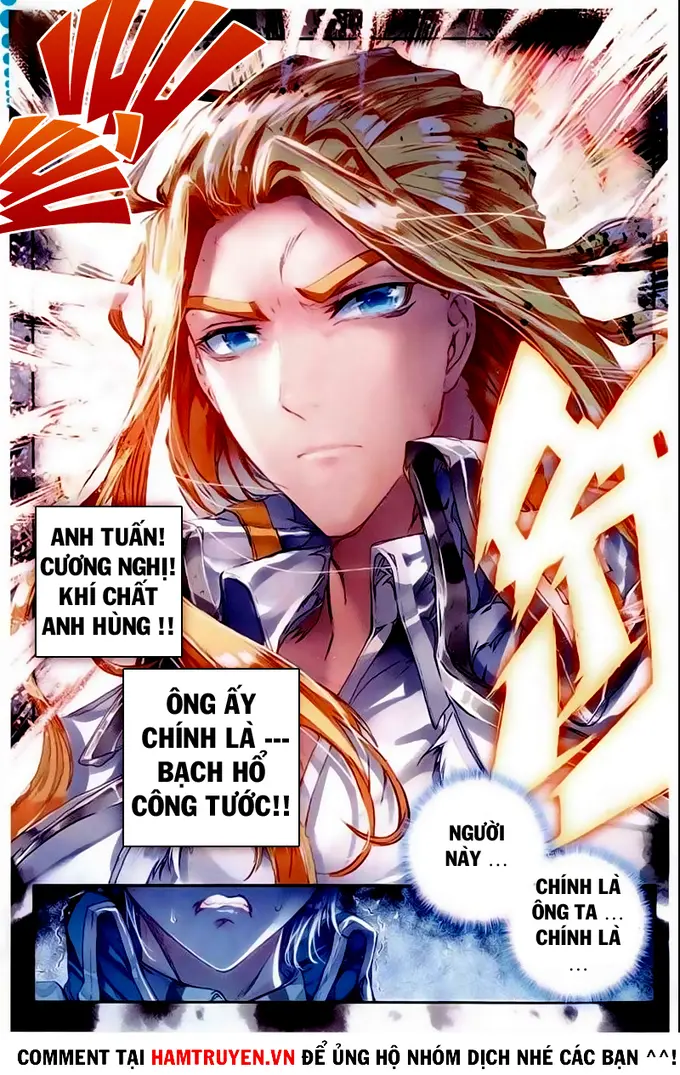 ANH TUẤN!
CƯƠNG NGHỊ!
KHÍ CHẤT
ANH HÙNG !!
ÔNG ẤY
CHÍNH LÀ ---
BẠCH HỔ
CÔNG TƯỚC!!
NGƯỜI
NÀY ...
CHÍNH LÀ
ÔNG TA ...
CHÍNH LÀ
...
COMMENT TẠI HAMTRUYEN.VN ĐỂ ỦNG HỘ NHÓM DỊCH NHÉ CÁC BẠN ^^!